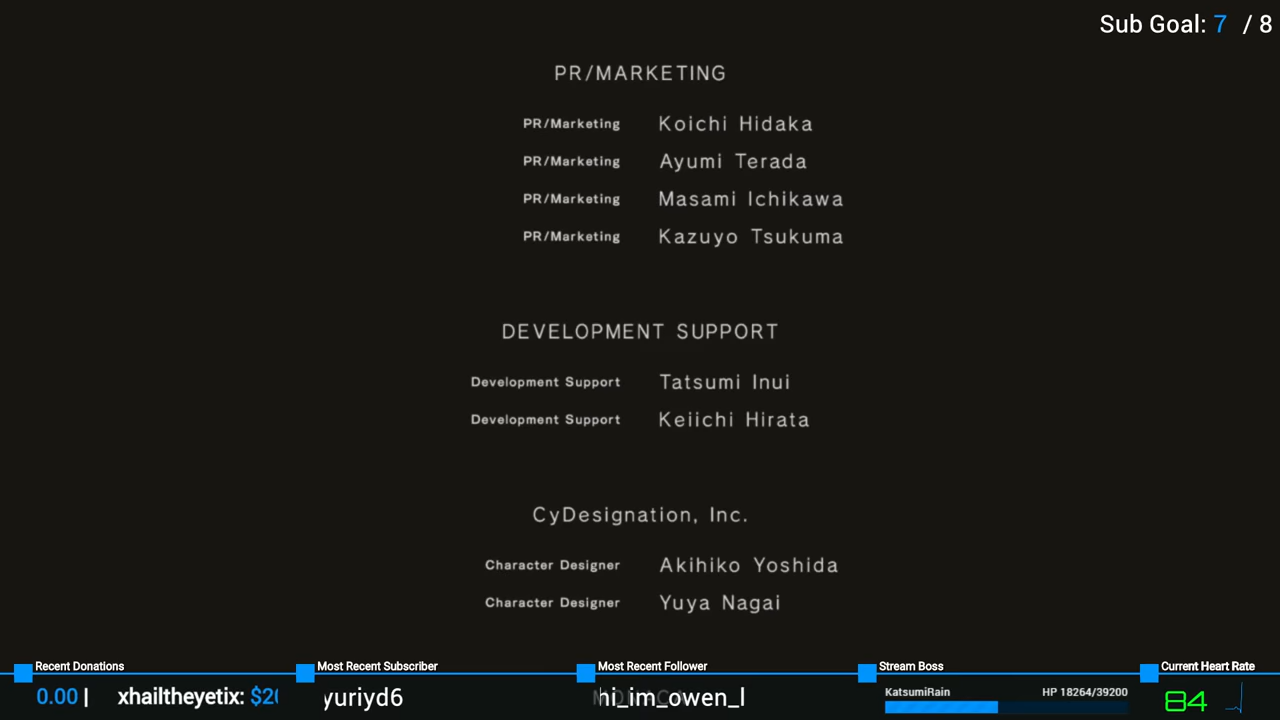 Sub Goal: 7 / 8
PR/MARKETING
PR/Marketing Koichi Hidaka
PR/Marketing Ayumi Terada
PR/Marketing Masami Ichikawa
PR/Marketing Kazuyo Tsukuma
DEVELOPMENT SUPPORT
Development Support Tatsumi Inui
Development Support Keiichi Hirata
CyDesignation, Inc.
Character Designer Akihiko Yoshida
Character Designer Yuya Nagai
Recent Donations Most Recent Subscriber Most Recent Follower Stream Boss Current Heart Rate
0.00 | xhailtheyetix: yuriyd6 hi_im_owen_l KatsumiRain HP 18264/39200 84